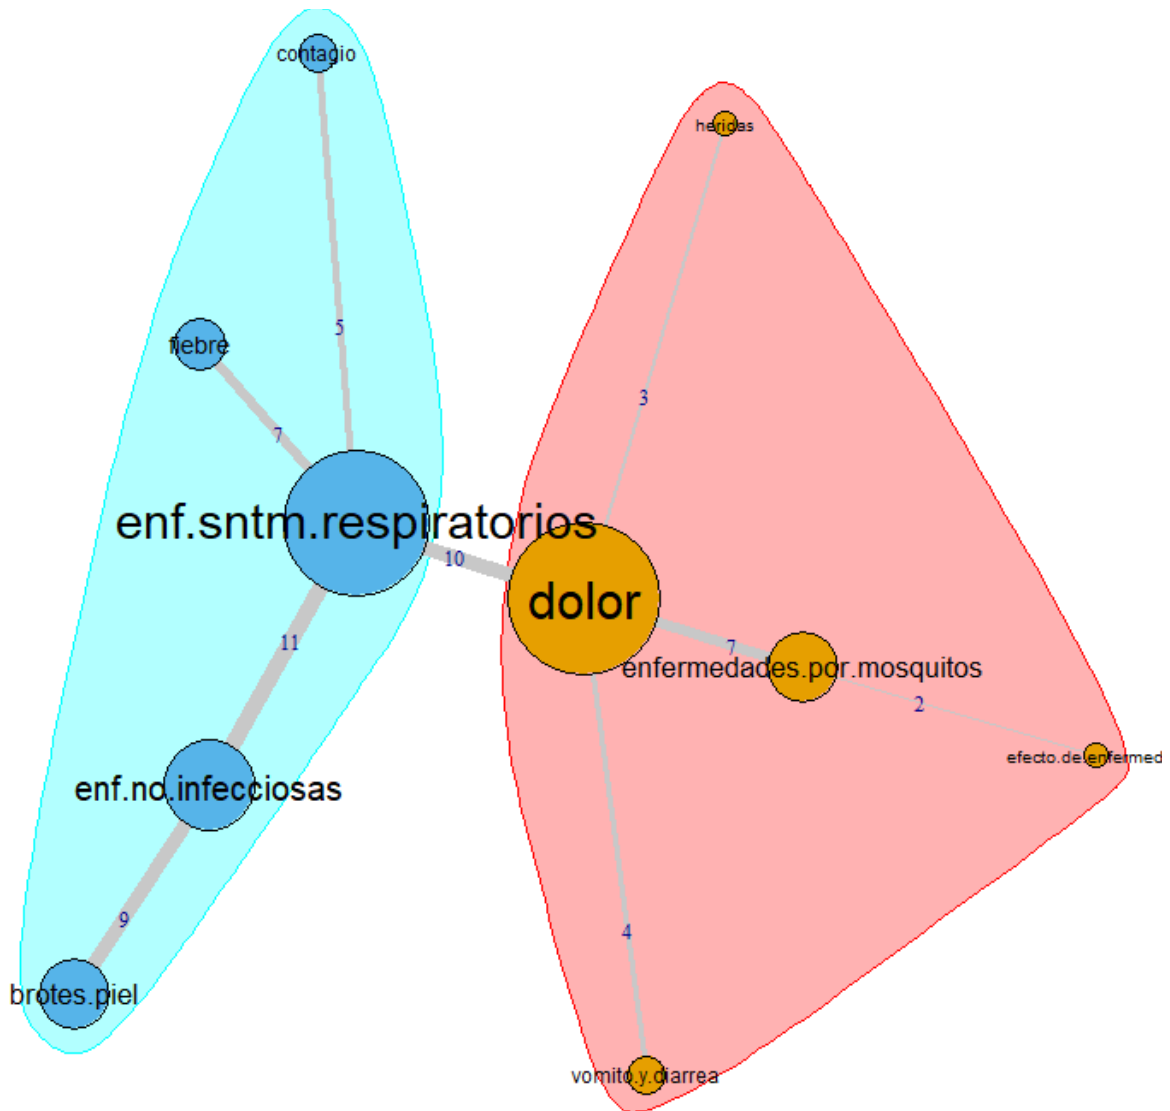 contagio
heridas
5
fiebre
3
7
enf.sntm.respiratorios
10
dolor
11
7
enfermedades.por.mosquitos
2
efecto.de.enfermed
enf.no.infecciosas
9
4
brotes.piel
vomito.y.diarrea